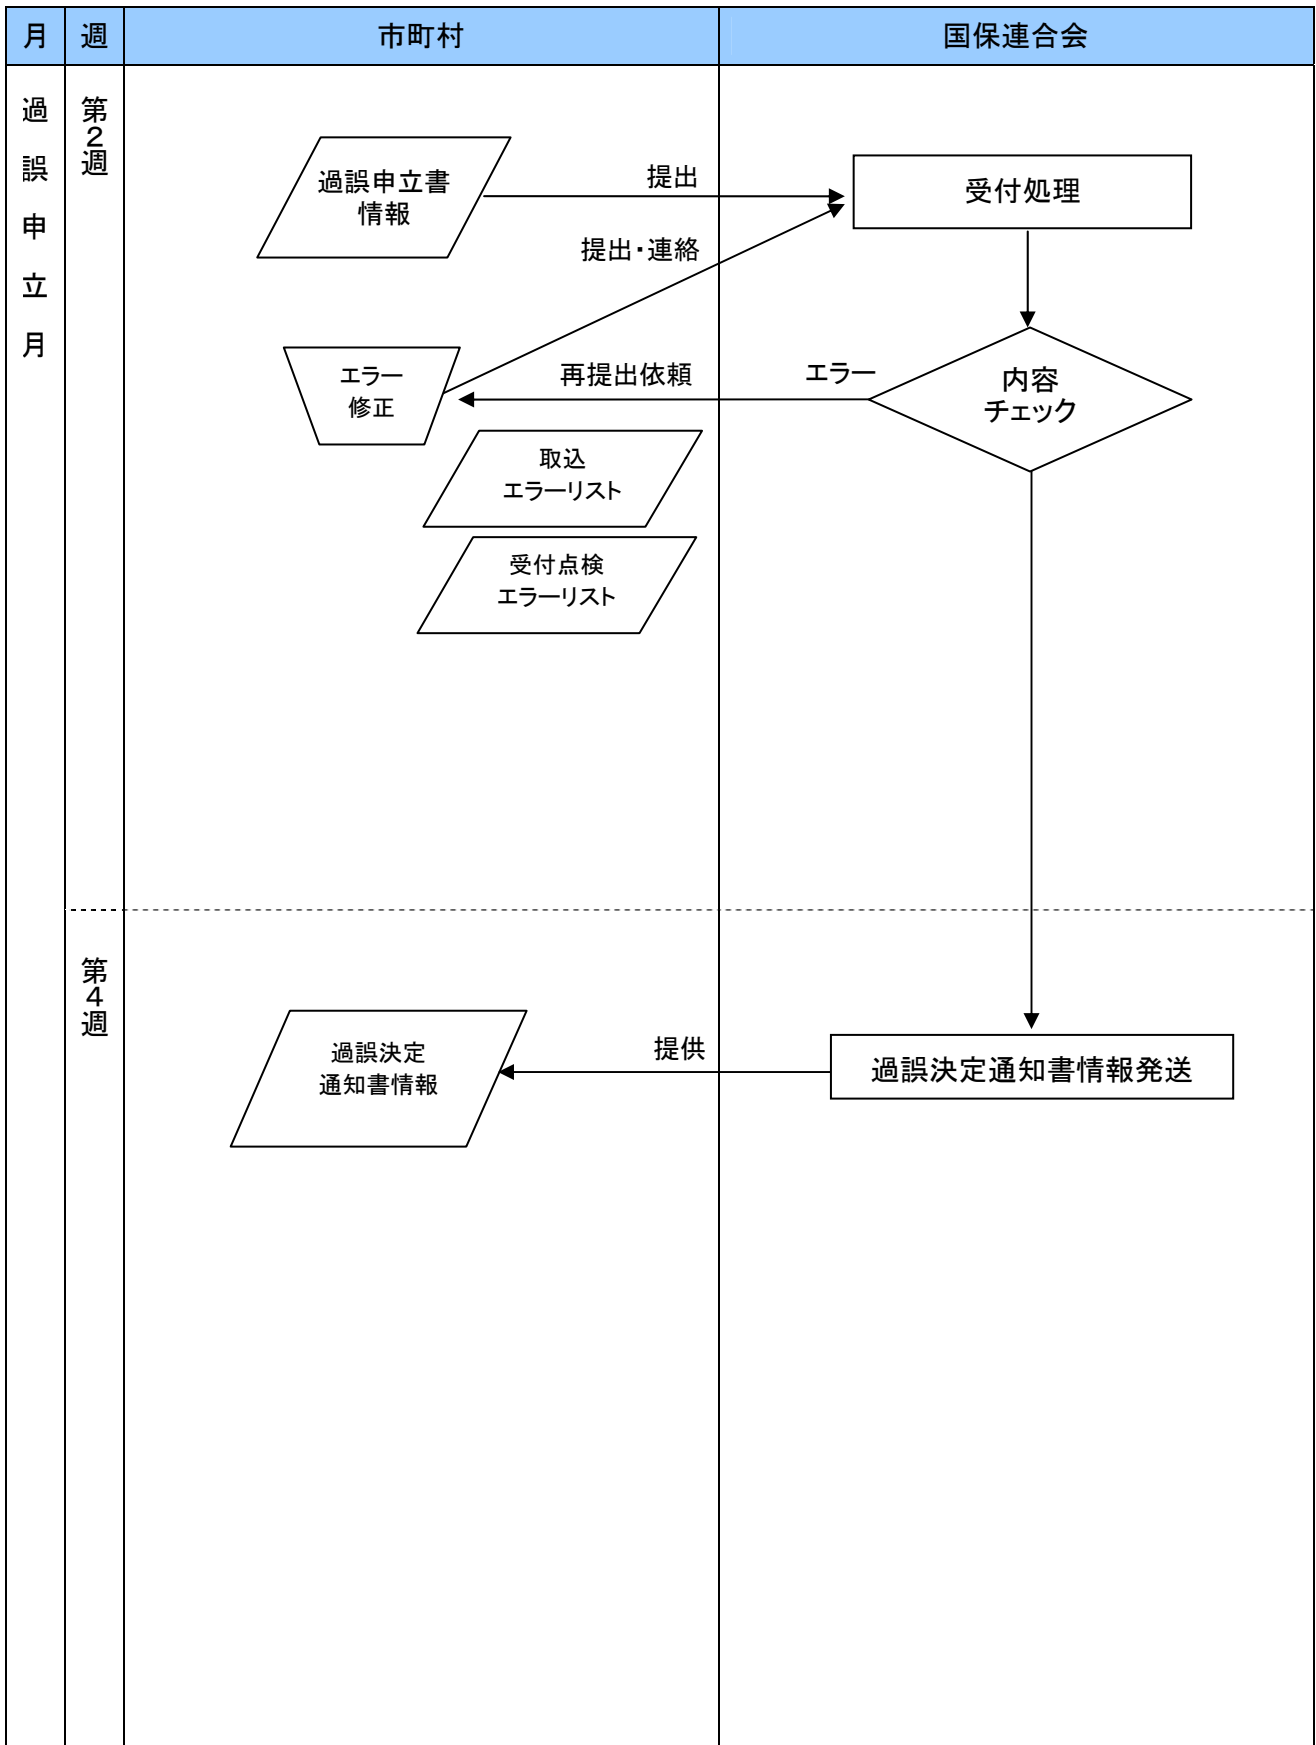 月
週
市町村
国保連合会
過誤申立月
第２週
過誤申立書
情報
提出
受付処理
提出・連絡
エラー
修正
再提出依頼
エラー
内容
チェック
取込
エラーリスト
受付点検
エラーリスト
第４週
過誤決定
通知書情報
提供
過誤決定通知書情報発送